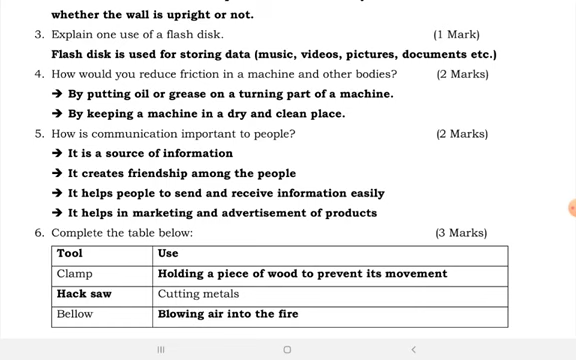 whether the wall is upright or not.
3. Explain one use of a flash disk. (1 Mark)
Flash disk is used for storing data (music, videos, pictures, documents etc.)
4. How would you reduce friction in a machine and other bodies? (2 Marks)
➔ By putting oil or grease on a turning part of a machine.
➔ By keeping a machine in a dry and clean place.
5. How is communication important to people? (2 Marks)
➔ It is a source of information
➔ It creates friendship among the people
➔ It helps people to send and receive information easily
➔ It helps in marketing and advertisement of products
6. Complete the table below: (3 Marks)
Tool Use
Clamp Holding a piece of wood to prevent its movement
Hack saw Cutting metals
Bellow Blowing air into the fire